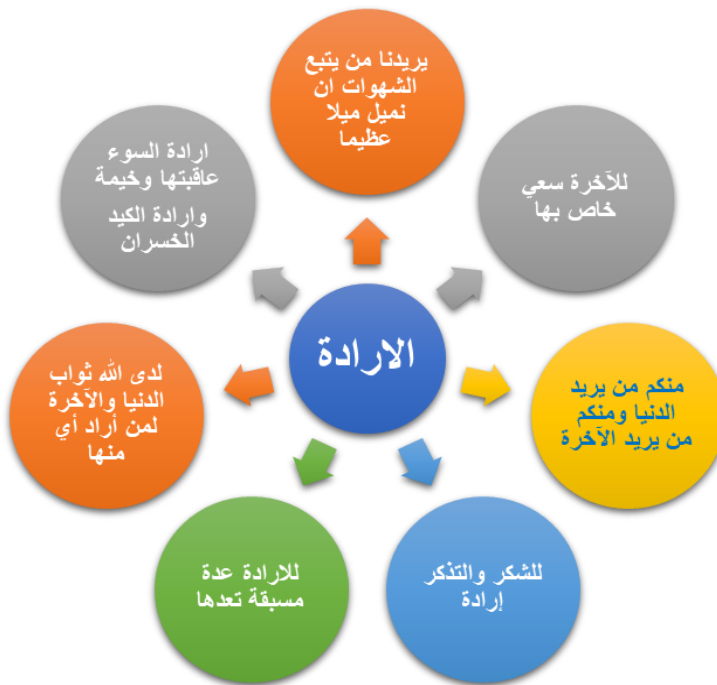 يريدنا من يتبع
الشهوات ان
نميل ميلا
عظيما
للآخرة سعي
خاص بها
منكم من يريد
الدنيا ومنكم
من يريد الآخرة
للشكر والتذكر
إرادة
للارادة عدة
مسبقة تعدها
لدى الله ثواب
الدنيا والآخرة
لمن أراد أي
منها
ارادة السوء
عاقبتها وخيمة
وارادة الكيد
الخسران
الارادة